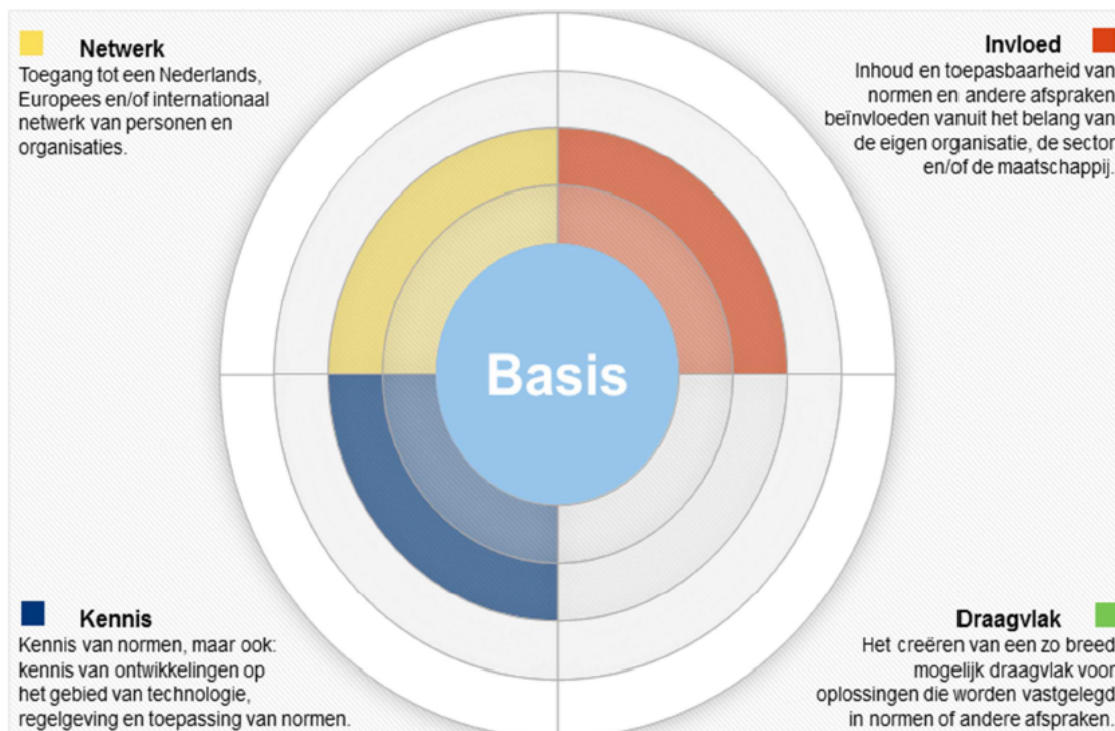 Netwerk
Toegang tot een Nederlands,
Europees en/of internationaal
netwerk van personen en
organisaties.
Invloed
Inhoud en toepasbaarheid van
normen en andere afspraken
beïnvloeden vanuit het belang van
de eigen organisatie, de sector
en/of de maatschappij.
Basis
Kennis
Kennis van normen, maar ook:
kennis van ontwikkelingen op
het gebied van technologie,
regelgeving en toepassing van normen.
Draagvlak
Het creëren van een zo breed
mogelijk draagvlak voor
oplossingen die worden vastgelegd
in normen of andere afspraken.